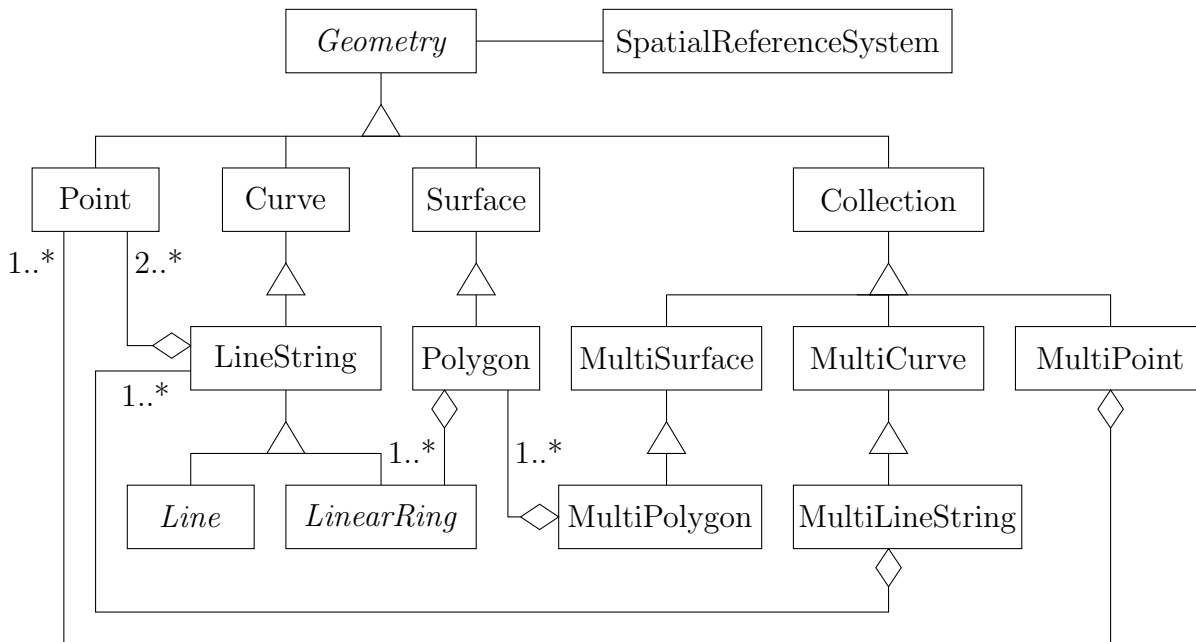 Geometry SpatialReferenceSystem
Point Curve Surface Collection
1..* 2..*
LineString Polygon MultiSurface MultiCurve MultiPoint
1..*
1..* 1..*
Line LinearRing MultiPolygon MultiLineString